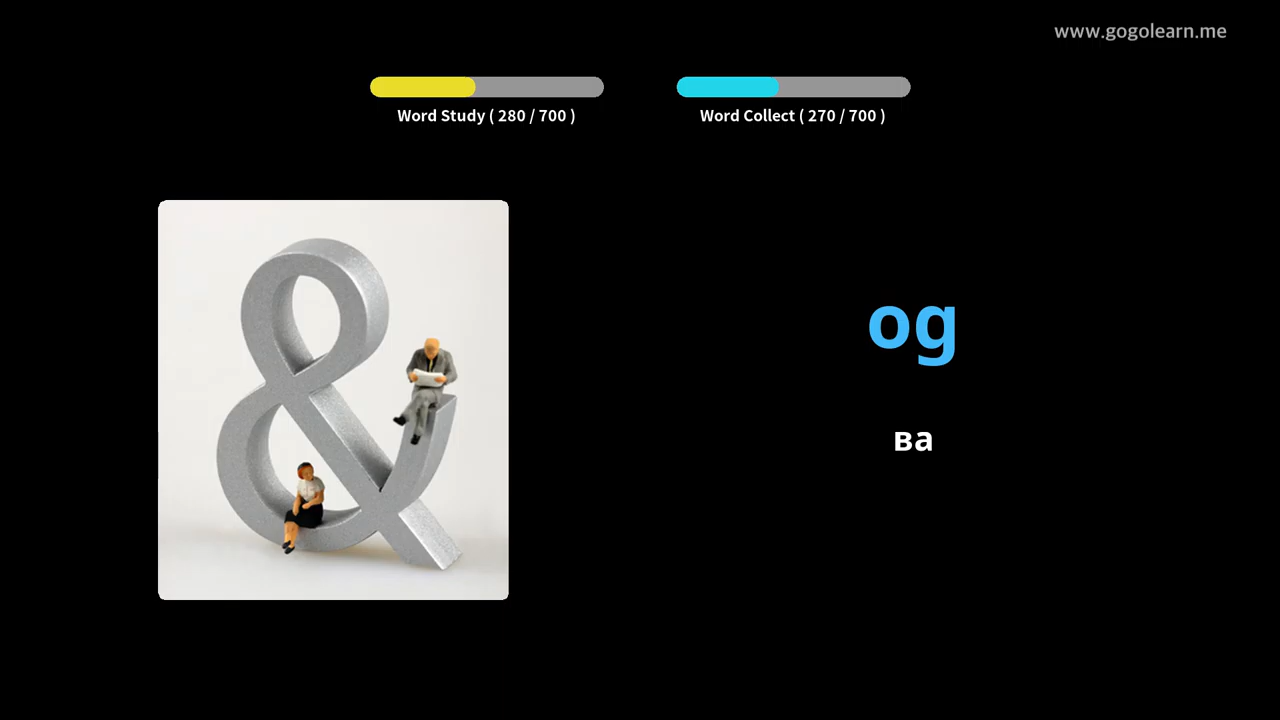 www.gogolearn.me
Word Study ( 280 / 700 )
Word Collect ( 270 / 700 )
&
og
ва